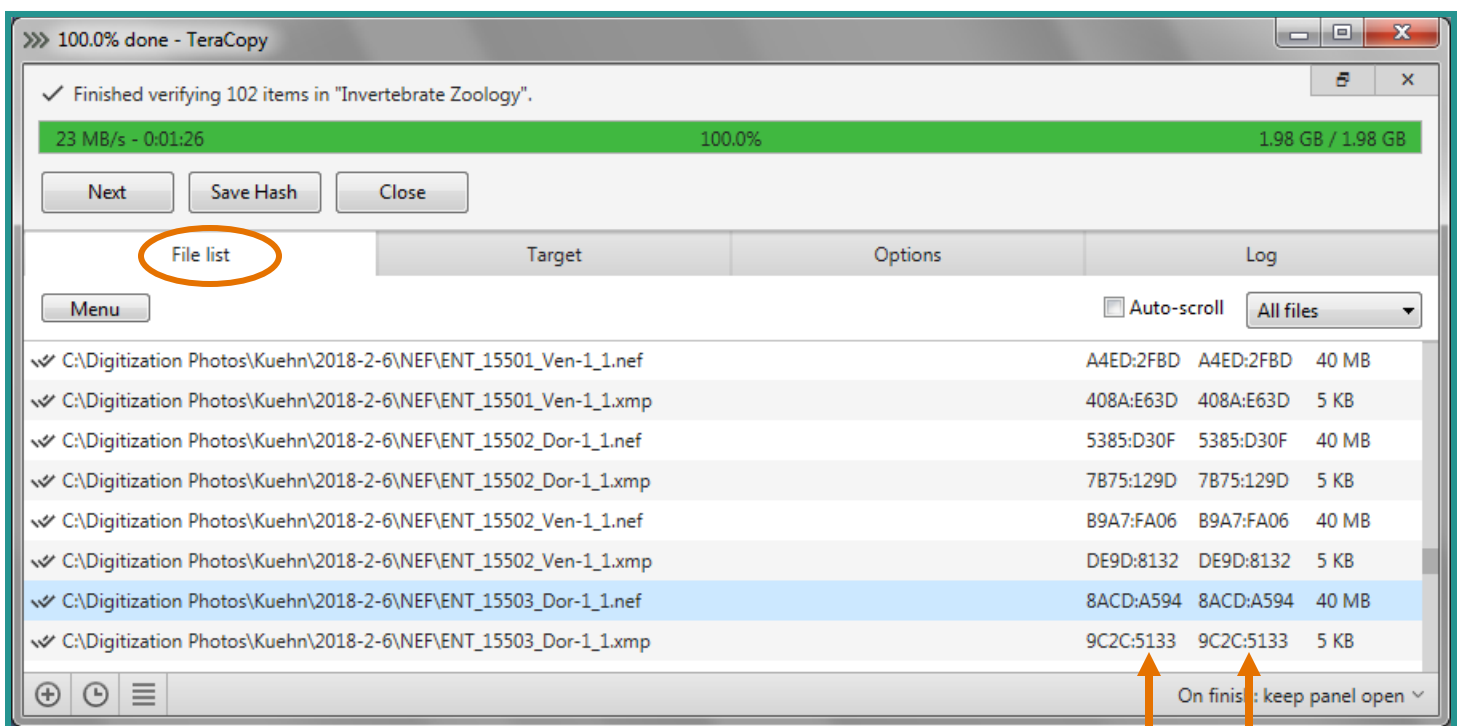 100.0% done - TeraCopy
Finished verifying 102 items in "Invertebrate Zoology".
23 MB/s - 0:01:26 100.0% 1.98 GB / 1.98 GB
Next Save Hash Close
File list Target Options Log
Menu Auto-scroll All files
C:\Digitization Photos\Kuehn\2018-2-6\NEF\ENT_15501_Ven-1_1.nef A4ED:2FBD A4ED:2FBD 40 MB
C:\Digitization Photos\Kuehn\2018-2-6\NEF\ENT_15501_Ven-1_1.xmp 408A:E63D 408A:E63D 5 KB
C:\Digitization Photos\Kuehn\2018-2-6\NEF\ENT_15502_Dor-1_1.nef 5385:D30F 5385:D30F 40 MB
C:\Digitization Photos\Kuehn\2018-2-6\NEF\ENT_15502_Dor-1_1.xmp 7B75:129D 7B75:129D 5 KB
C:\Digitization Photos\Kuehn\2018-2-6\NEF\ENT_15502_Ven-1_1.nef B9A7:FA06 B9A7:FA06 40 MB
C:\Digitization Photos\Kuehn\2018-2-6\NEF\ENT_15502_Ven-1_1.xmp DE9D:8132 DE9D:8132 5 KB
C:\Digitization Photos\Kuehn\2018-2-6\NEF\ENT_15503_Dor-1_1.nef 8ACD:A594 8ACD:A594 40 MB
C:\Digitization Photos\Kuehn\2018-2-6\NEF\ENT_15503_Dor-1_1.xmp 9C2C:5133 9C2C:5133 5 KB
On finish: keep panel open